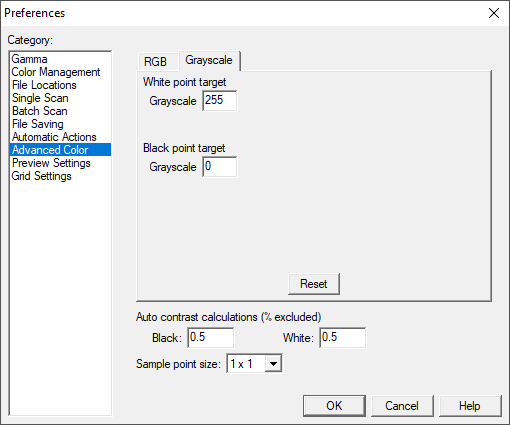 Preferences
Category:
Gamma
Color Management
File Locations
Single Scan
Batch Scan
File Saving
Automatic Actions
Advanced Color
Preview Settings
Grid Settings
RGB
Grayscale
White point target
Grayscale 255
Black point target
Grayscale 0
Reset
Auto contrast calculations (% excluded)
Black: 0.5 White: 0.5
Sample point size: 1 x 1
OK Cancel Help